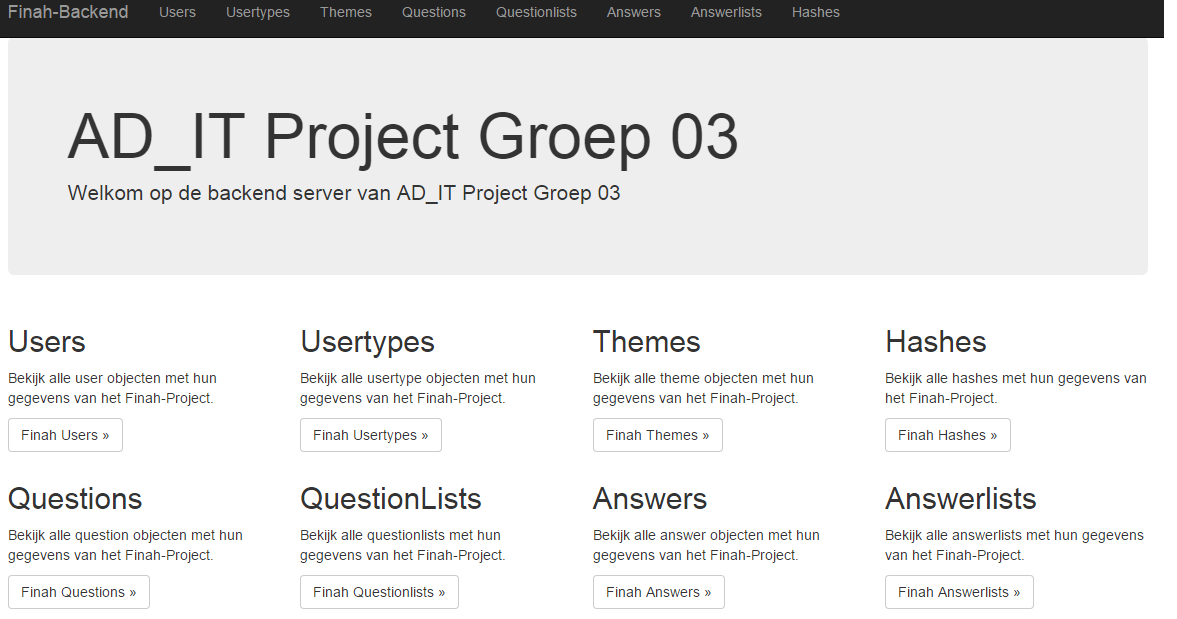 Finah-Backend Users Usertypes Themes Questions Questionlists Answers Answerlists Hashes
AD_IT Project Groep 03
Welkom op de backend server van AD_IT Project Groep 03
Users
Bekijk alle user objecten met hun
gegevens van het Finah-Project.
Finah Users »
Usertypes
Bekijk alle usertype objecten met hun
gegevens van het Finah-Project.
Finah Usertypes »
Themes
Bekijk alle theme objecten met hun
gegevens van het Finah-Project.
Finah Themes »
Hashes
Bekijk alle hashes met hun gegevens van
het Finah-Project.
Finah Hashes »
Questions
Bekijk alle question objecten met hun
gegevens van het Finah-Project.
Finah Questions »
QuestionLists
Bekijk alle questionlists met hun
gegevens van het Finah-Project.
Finah Questionlists »
Answers
Bekijk alle answer objecten met hun
gegevens van het Finah-Project.
Finah Answers »
Answerlists
Bekijk alle answerlists met hun gegevens
van het Finah-Project.
Finah Answerlists »